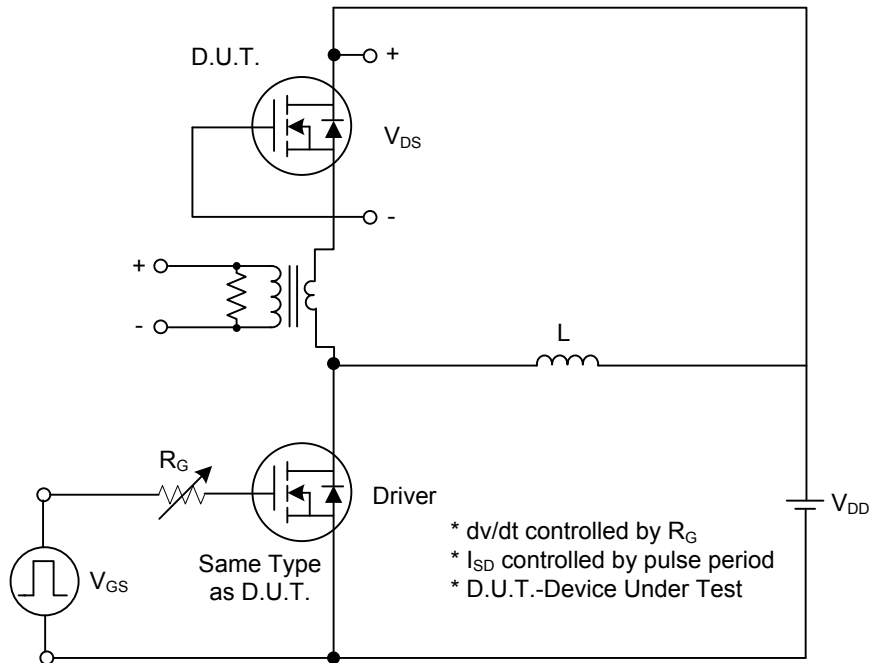 D.U.T.
+
V_DS
-
+
-
L
R_G
Driver
V_DD
V_GS
Same Type
as D.U.T.
* dv/dt controlled by R_G
* I_SD controlled by pulse period
* D.U.T.-Device Under Test